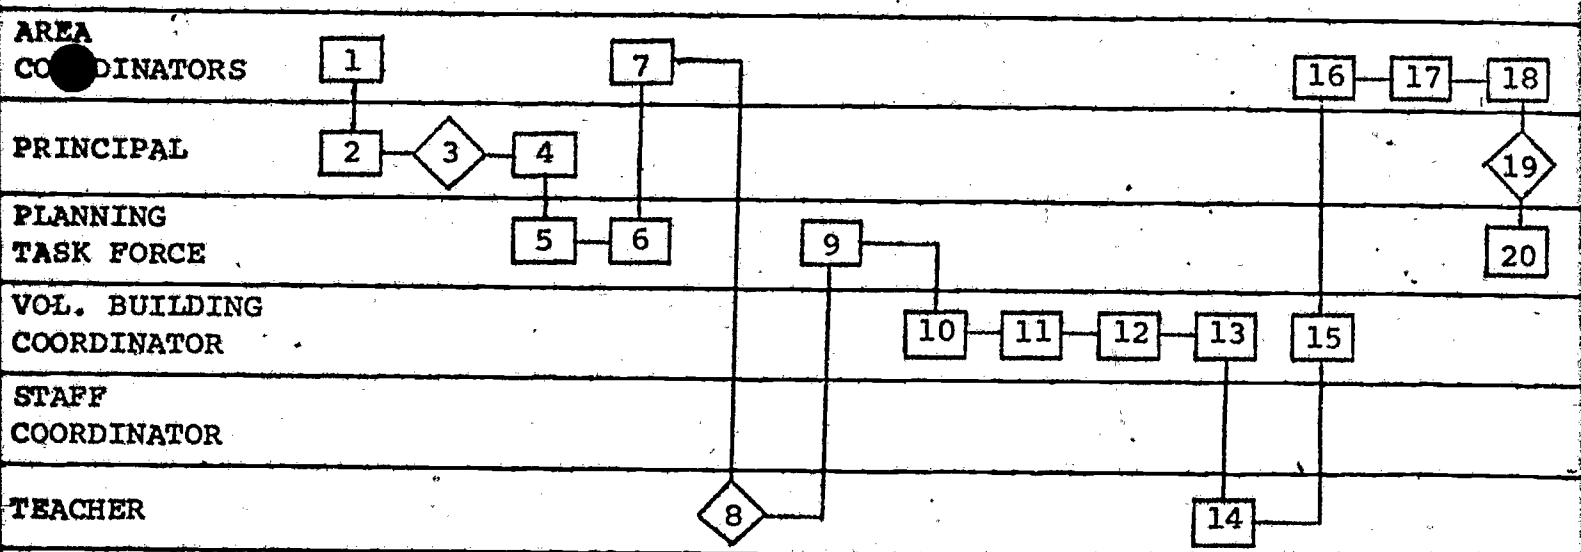 AREA
CO DINATORS
1 7 16 17 18
PRINCIPAL
2 3 4 19
PLANNING
TASK FORCE
5 6 9 20
VOL. BUILDING
COORDINATOR
10 11 12 13 15
STAFF
COORDINATOR
TEACHER
8 14